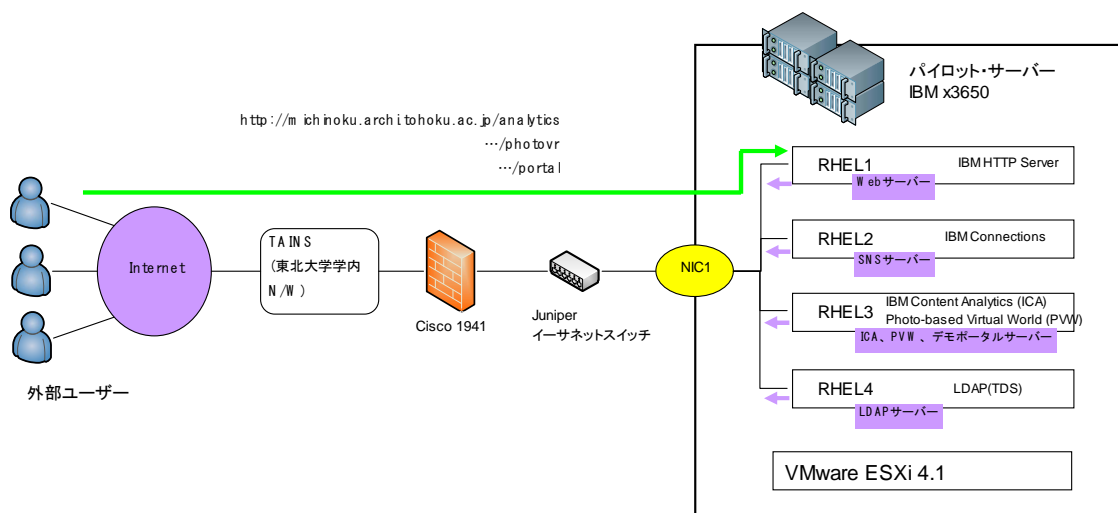 パイロット・サーバー
IBM x3650
http://michinoku.archi.tohoku.ac.jp/analytics
…/photovr
…/portal
RHEL1
IBM HTTP Server
Webサーバー
TAINS
(東北大学学内
N/W)
Internet
NIC1
RHEL2
IBM Connections
SNSサーバー
Cisco 1941
Juniper
イーサネットスイッチ
RHEL3
IBM Content Analytics (ICA)
Photo-based Virtual World (PVW)
ICA、PVW、デモポータルサーバー
外部ユーザー
RHEL4
LDAP(TDS)
LDAPサーバー
VMware ESXi 4.1